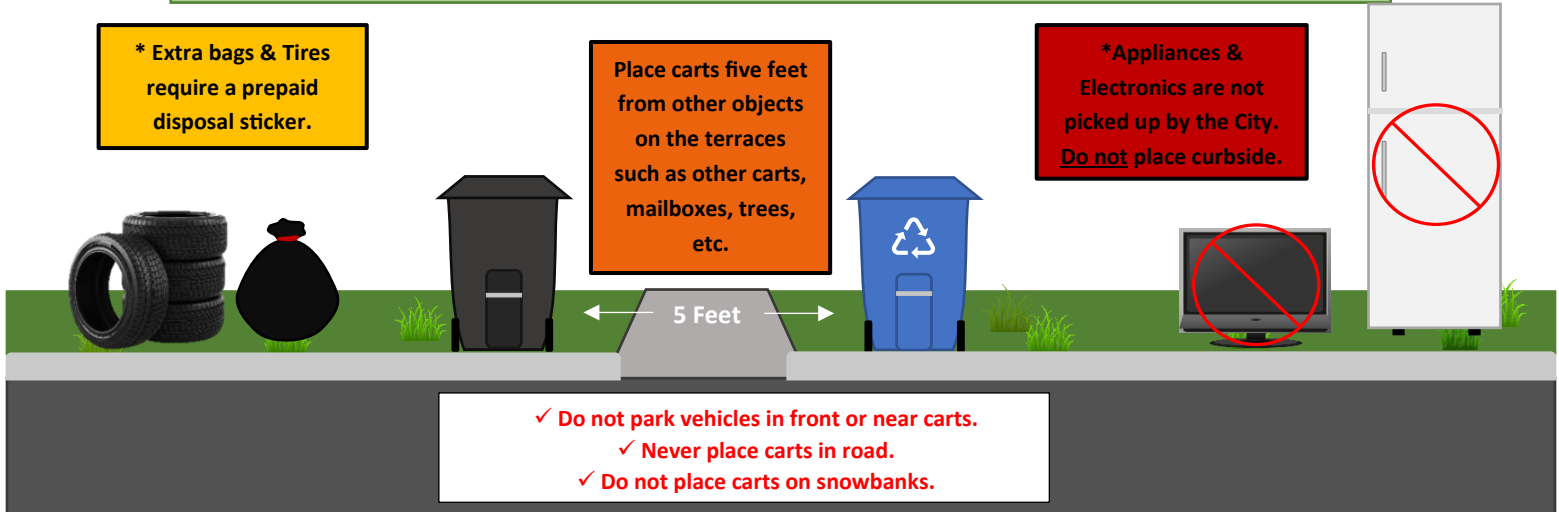 * Extra bags & Tires
require a prepaid
disposal sticker.
Place carts five feet
from other objects
on the terraces
such as other carts,
mailboxes, trees,
etc.
*Appliances &
Electronics are not
picked up by the City.
Do not place curbside.
5 Feet
✓ Do not park vehicles in front or near carts.
✓ Never place carts in road.
✓ Do not place carts on snowbanks.